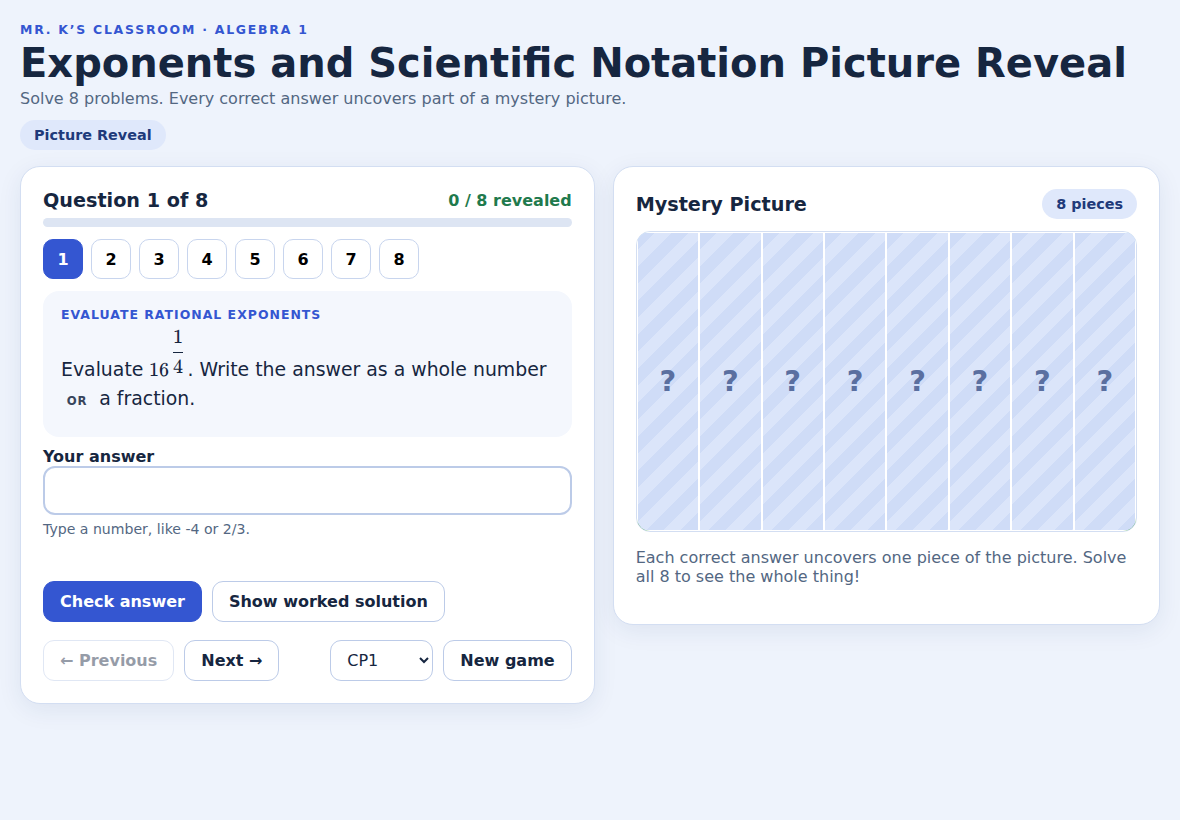 MR. K'S CLASSROOM · ALGEBRA 1
Exponents and Scientific Notation Picture Reveal
Solve 8 problems. Every correct answer uncovers part of a mystery picture.
Picture Reveal
Question 1 of 8
0 / 8 revealed
1 2 3 4 5 6 7 8
EVALUATE RATIONAL EXPONENTS
Evaluate 16^(1/4). Write the answer as a whole number
OR a fraction.
Your answer
Type a number, like -4 or 2/3.
Check answer
Show worked solution
← Previous
Next →
CP1
New game
Mystery Picture
8 pieces
? ? ? ? ? ? ? ?
Each correct answer uncovers one piece of the picture. Solve
all 8 to see the whole thing!